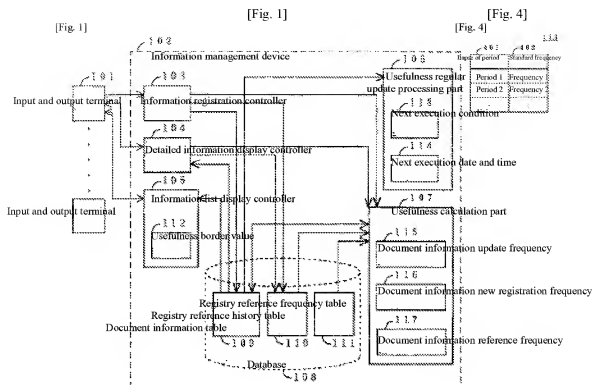 [Fig. 1]
[Fig. 4]
[Fig. 1]
[Fig. 4]
102
Information management device
101
Input and output terminal
Input and output terminal
103
Information registration controller
104
Detailed information display controller
105
Information list display controller
112
Usefulness border value
106
Usefulness regular
update processing part
113
Next execution condition
114
Next execution date and time
107
Usefulness calculation part
115
Document information update frequency
116
Document information new registration frequency
117
Document information reference frequency
Registry reference frequency table
Registry reference history table
Document information table
109
110
111
Database
108
of period
Standard frequency
Period 1
Frequency
Period 2
Frequency 2